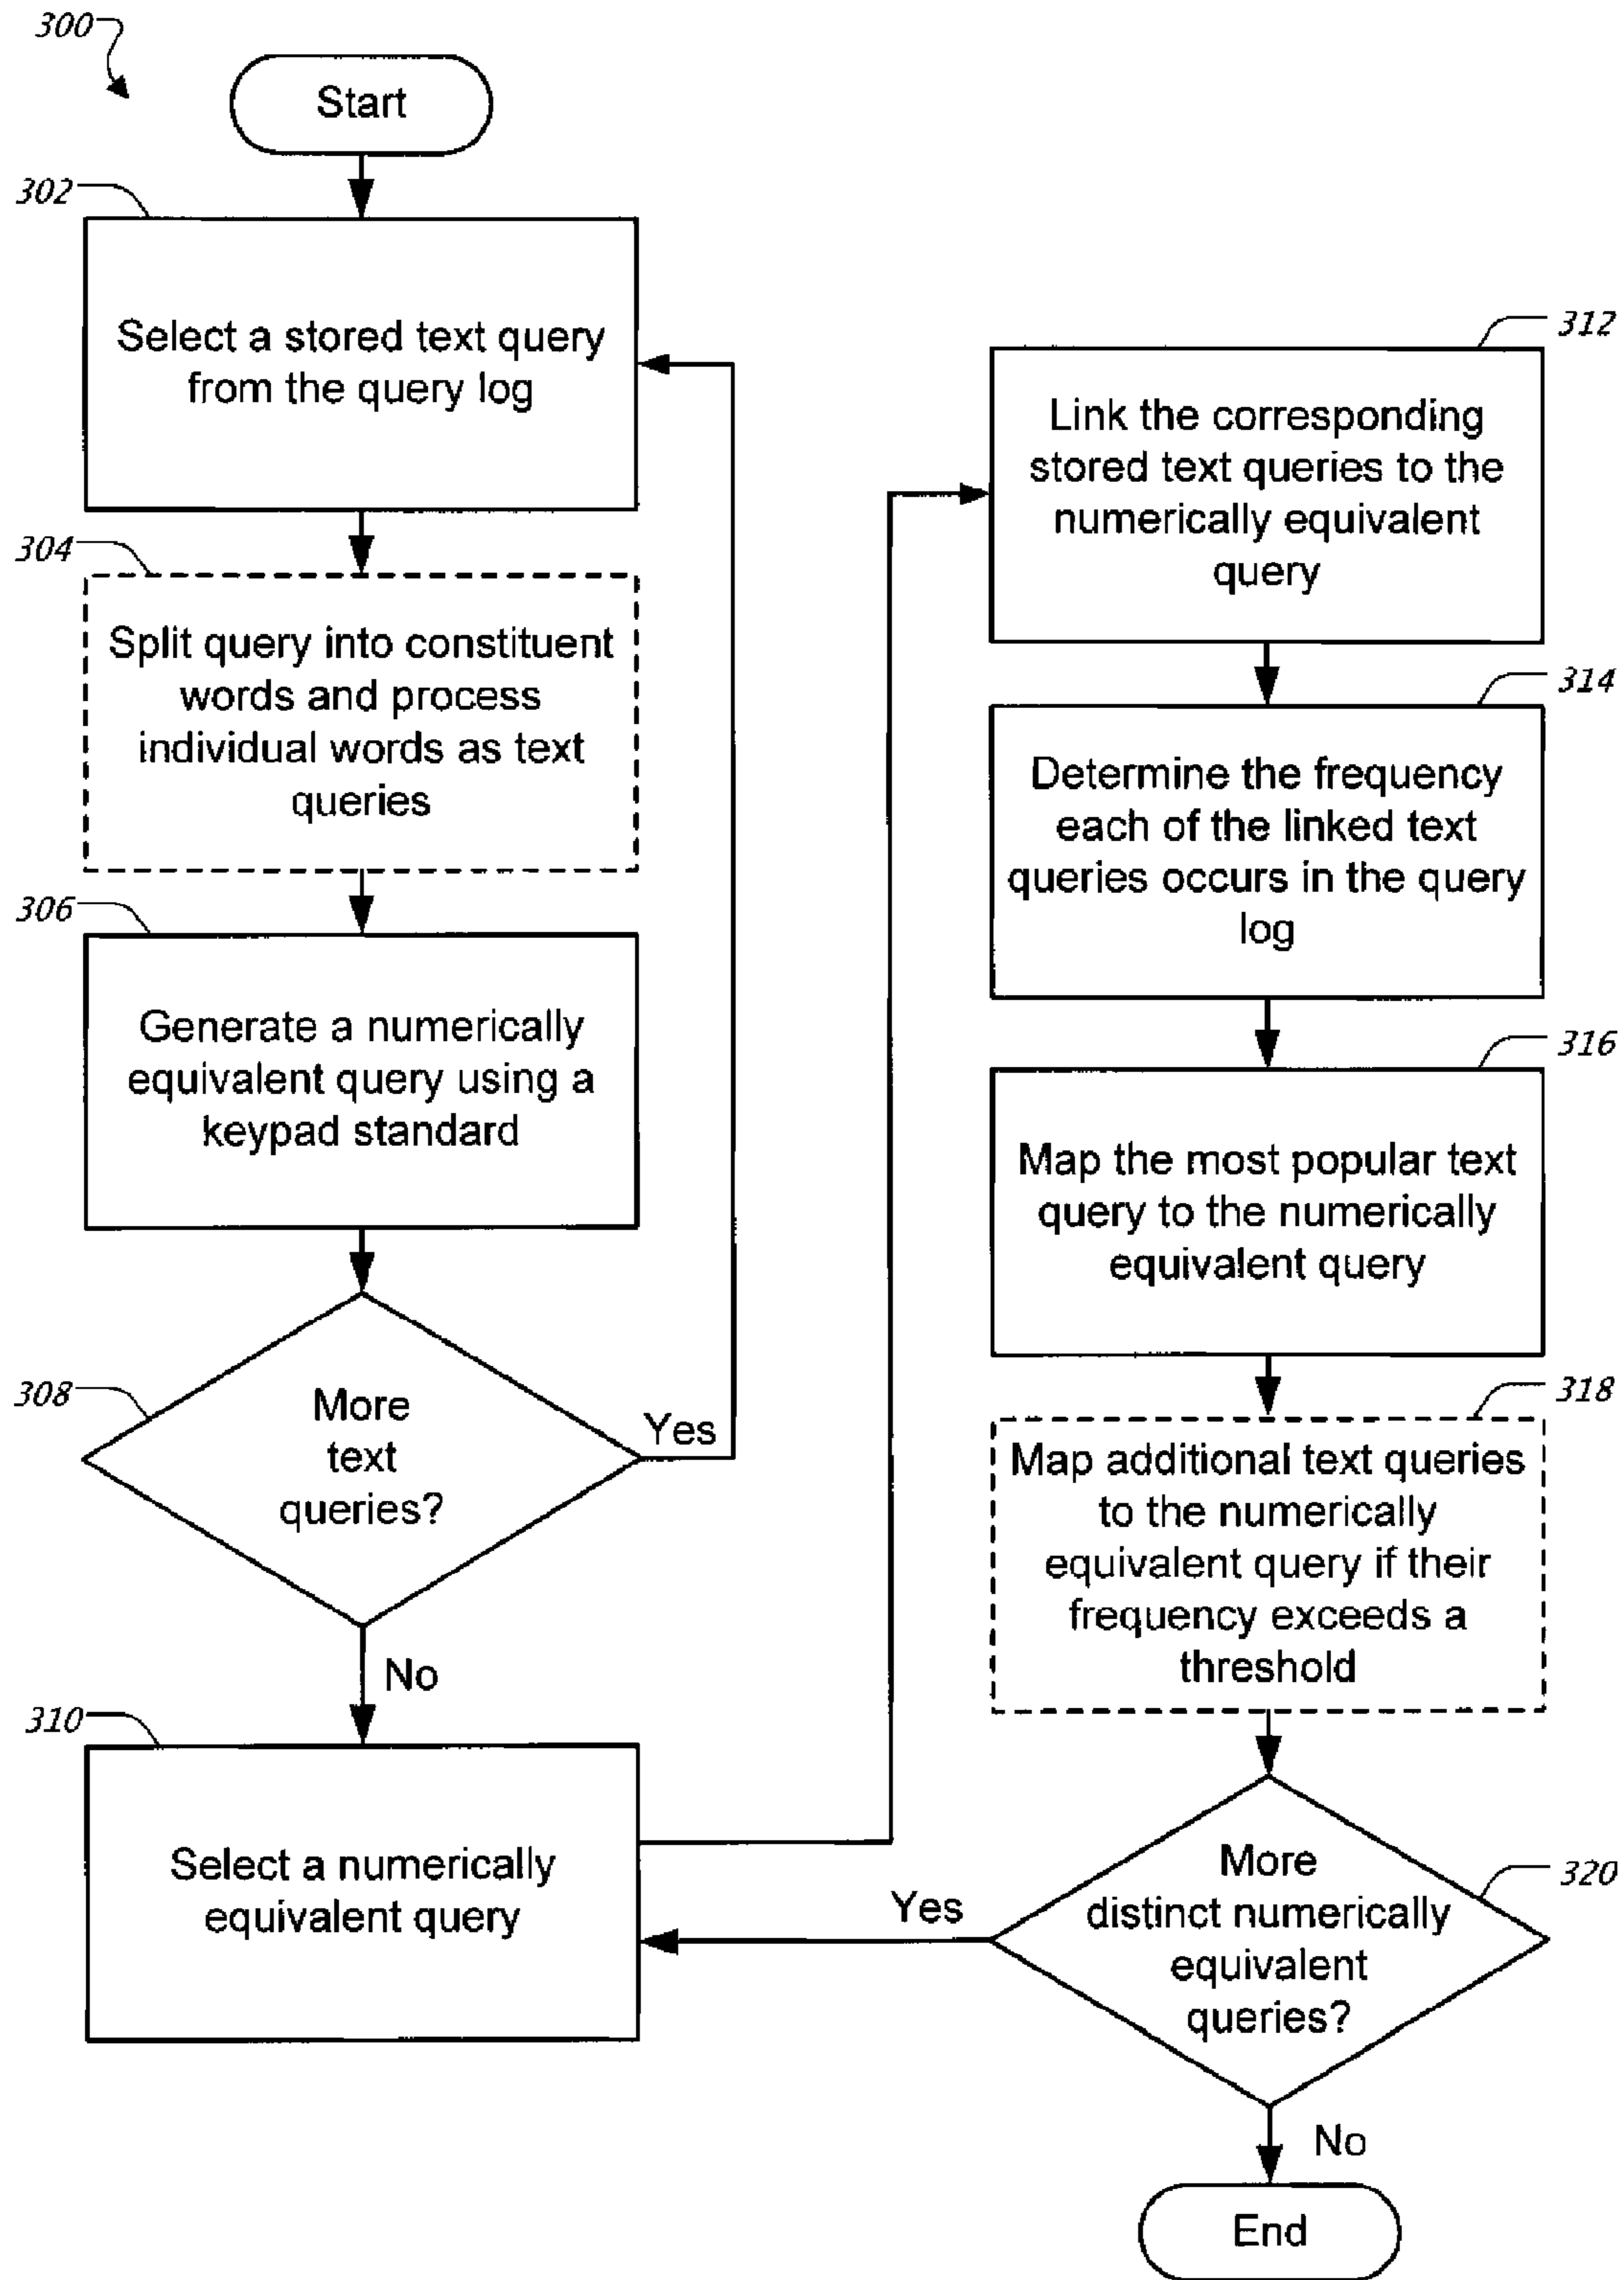 300
Start
302
Select a stored text query
from the query log
304
Split query into constituent
words and process
individual words as text
queries
306
Generate a numerically
equivalent query using a
keypad standard
308
More
text
queries?
Yes
No
310
Select a numerically
equivalent query
312
Link the corresponding
stored text queries to the
numerically equivalent
query
314
Determine the frequency
each of the linked text
queries occurs in the query
log
316
Map the most popular text
query to the numerically
equivalent query
318
Map additional text queries
to the numerically
equivalent query if their
frequency exceeds a
threshold
320
More
distinct numerically
equivalent
queries?
Yes
No
End